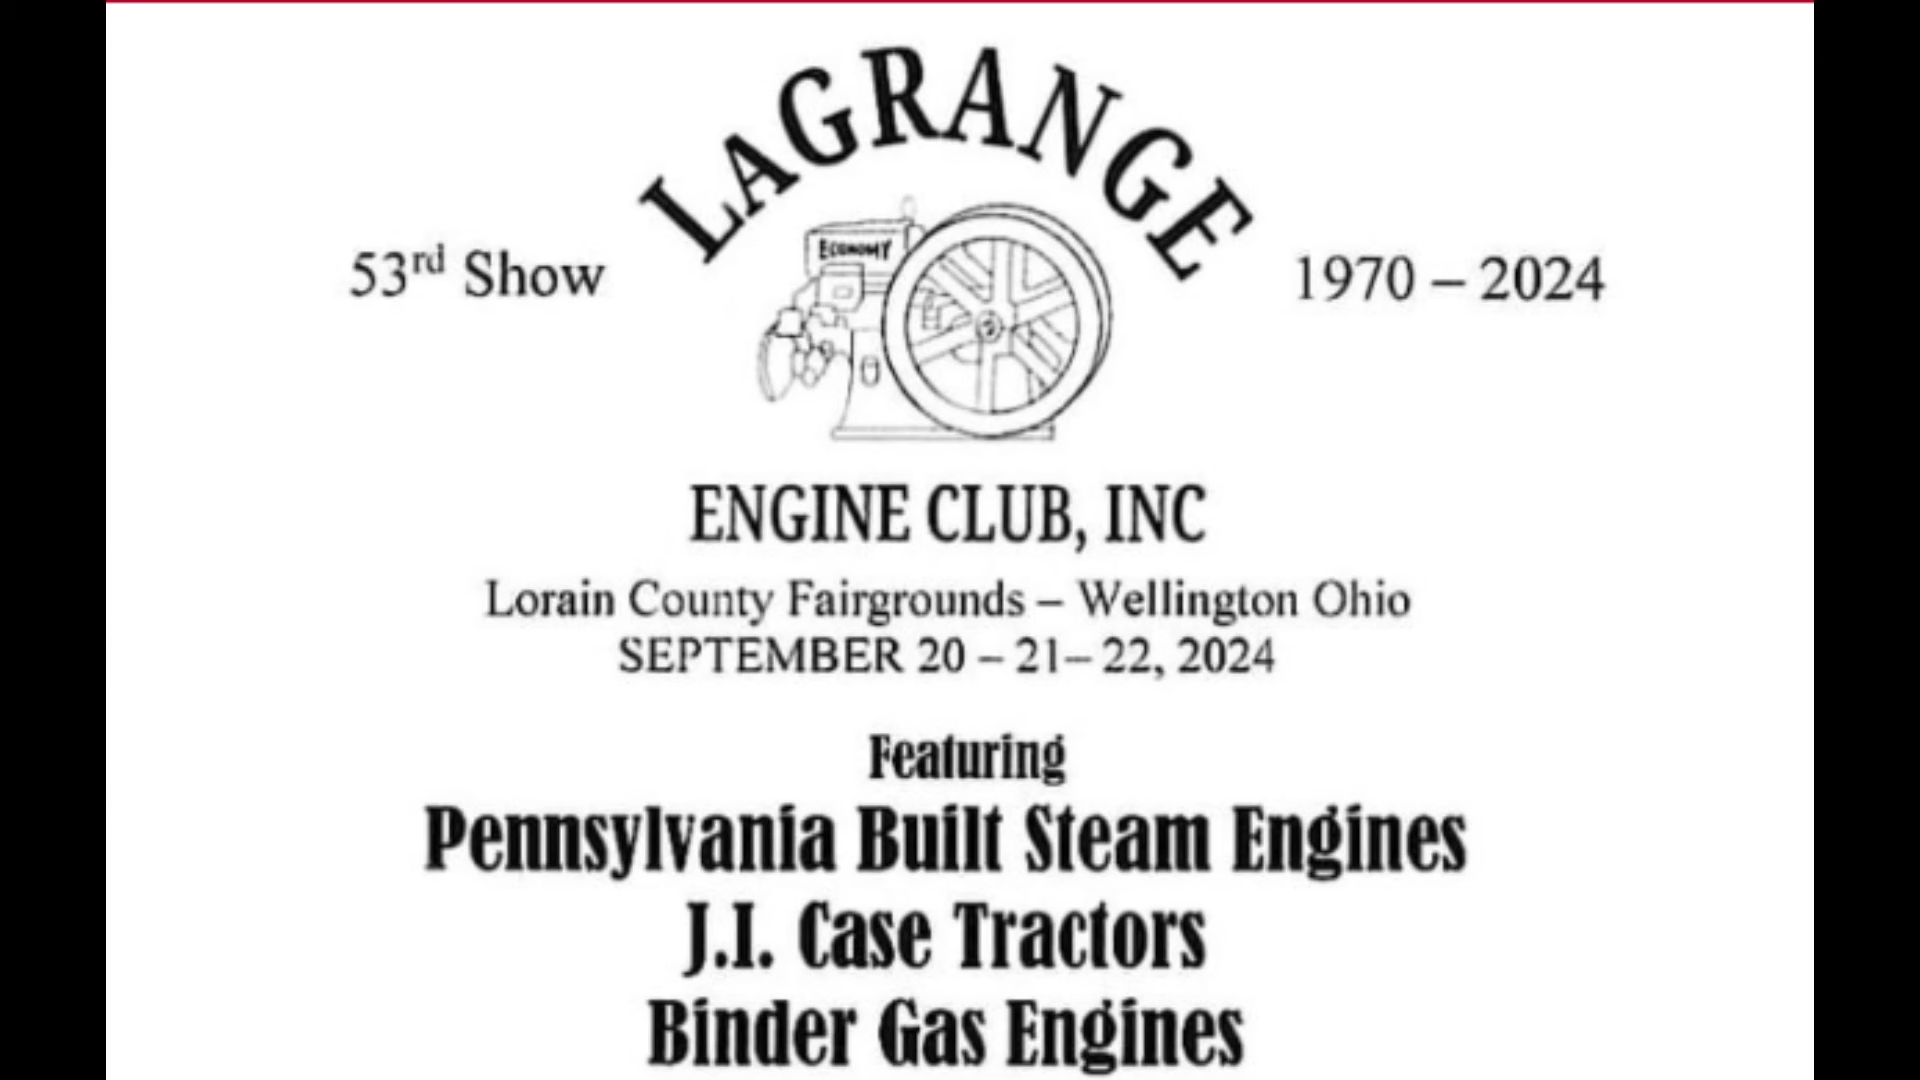 LAGRANGE
53rd Show
ECONOMY
1970 – 2024
ENGINE CLUB, INC
Lorain County Fairgrounds – Wellington Ohio
SEPTEMBER 20 – 21– 22, 2024
Featuring
Pennsylvania Built Steam Engines
J.I. Case Tractors
Binder Gas Engines